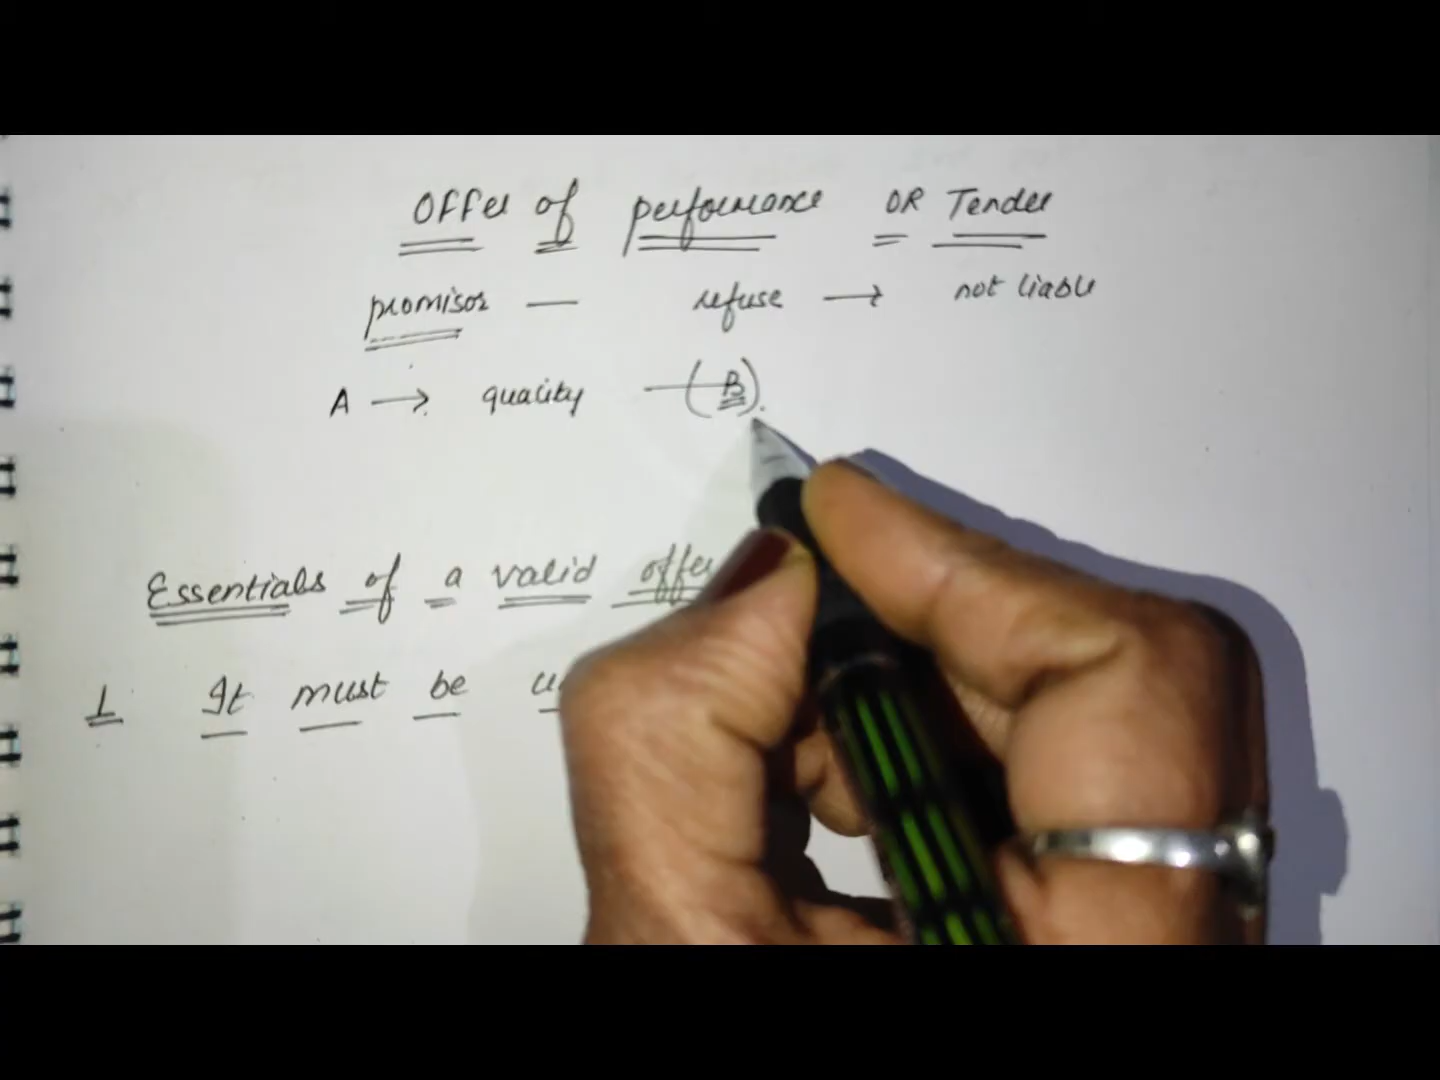 Offer of performance OR Tender
promisor — refuse → not liable
A → quality — (B).
Essentials of a valid offer
1 It must be